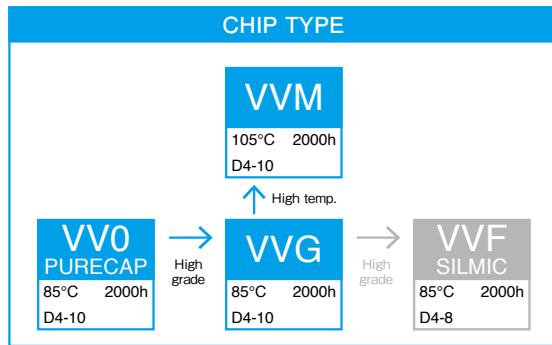 CHIP TYPE
VVM
105°C 2000h
D4-10
High temp.
VV0
PURECAP
85°C 2000h
D4-10
High
grade
VVG
85°C 2000h
D4-10
High
grade
VVF
SILMIC
85°C 2000h
D4-8